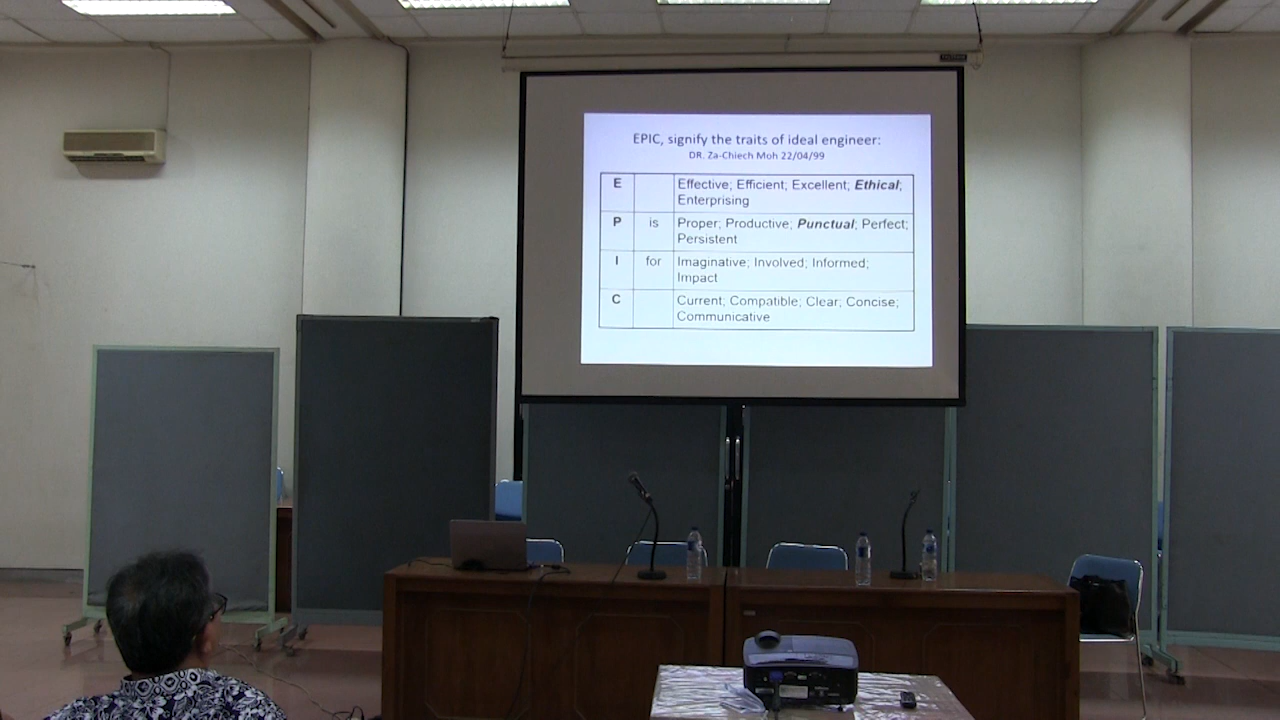 EPIC, signify the traits of ideal engineer:
DR. Za-Chiech Moh 22/04/99
E Effective; Efficient; Excellent; Ethical;
Enterprising
P is Proper; Productive; Punctual; Perfect;
Persistent
I for Imaginative; Involved; Informed;
Impact
C Current; Compatible; Clear; Concise;
Communicative